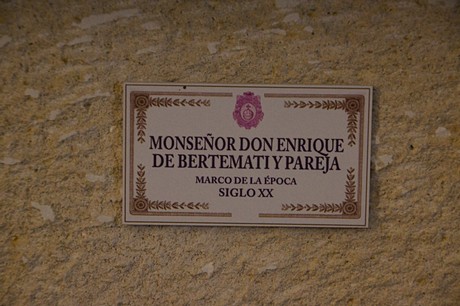 MONSEÑOR DON ENRIQUE
DE BERTEMATI Y PAREJA
MARCO DE LA ÉPOCA
SIGLO XX